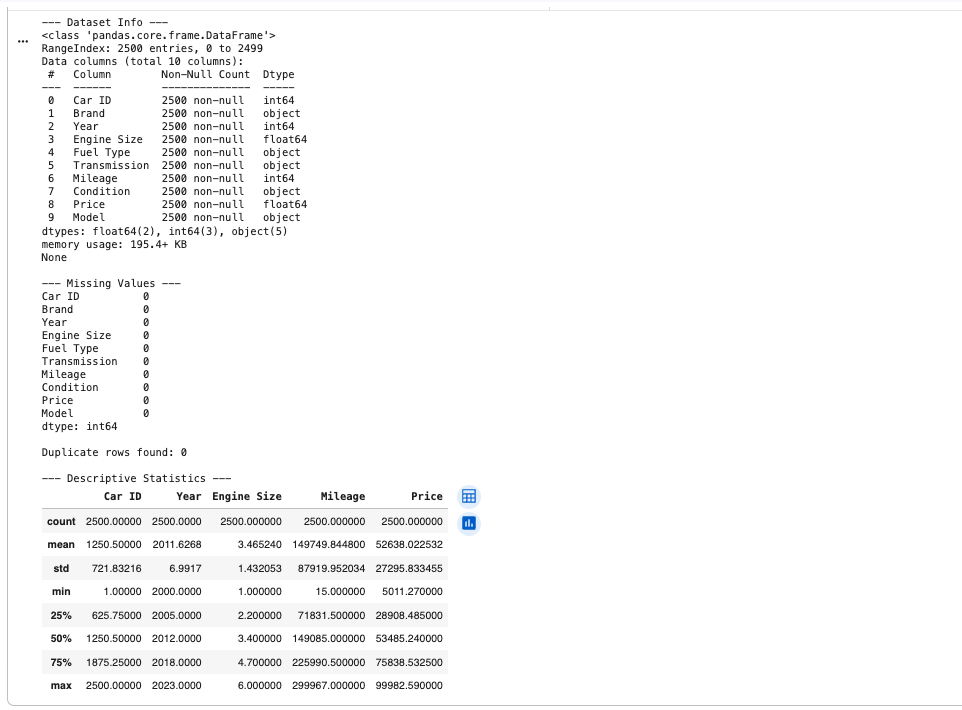 --- Dataset Info ---
<class 'pandas.core.frame.DataFrame'>
RangeIndex: 2500 entries, 0 to 2499
Data columns (total 10 columns):
 #   Column        Non-Null Count  Dtype
---  ------        --------------  -----
 0   Car ID        2500 non-null   int64
 1   Brand         2500 non-null   object
 2   Year          2500 non-null   int64
 3   Engine Size   2500 non-null   float64
 4   Fuel Type     2500 non-null   object
 5   Transmission  2500 non-null   object
 6   Mileage       2500 non-null   int64
 7   Condition     2500 non-null   object
 8   Price         2500 non-null   float64
 9   Model         2500 non-null   object
dtypes: float64(2), int64(3), object(5)
memory usage: 195.4+ KB
None
--- Missing Values ---
Car ID          0
Brand           0
Year            0
Engine Size     0
Fuel Type       0
Transmission    0
Mileage         0
Condition       0
Price           0
Model           0
dtype: int64
Duplicate rows found: 0
--- Descriptive Statistics ---
Car ID Year Engine Size Mileage Price
count 2500.00000 2500.0000 2500.000000 2500.000000 2500.000000
mean 1250.50000 2011.6268 3.465240 149749.844800 52638.022532
std 721.83216 6.9917 1.432053 87919.952034 27295.833455
min 1.00000 2000.0000 1.000000 15.000000 5011.270000
25% 625.75000 2005.0000 2.200000 71831.500000 28908.485000
50% 1250.50000 2012.0000 3.400000 149085.000000 53485.240000
75% 1875.25000 2018.0000 4.700000 225990.500000 75838.532500
max 2500.00000 2023.0000 6.000000 299967.000000 99982.590000